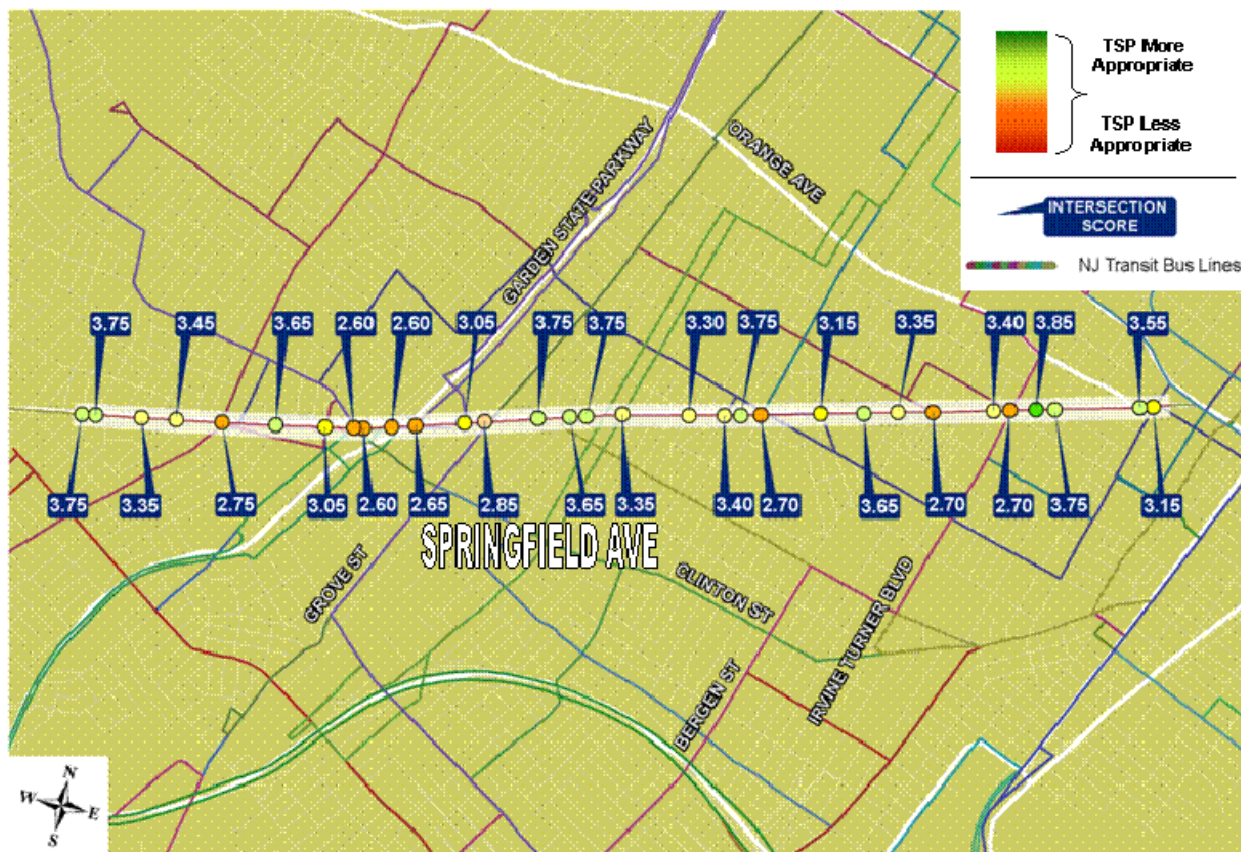 TSP More
Appropriate
TSP Less
Appropriate
INTERSECTION
SCORE
NJ Transit Bus Lines
ORANGE AVE
GARDEN STATE PARKWAY
3.75
3.45
3.65
2.60
2.60
3.05
3.75
3.75
3.30
3.75
3.15
3.35
3.40
3.85
3.55
3.75
3.35
2.75
3.05
2.60
2.65
2.85
3.65
3.35
3.40
2.70
3.65
2.70
2.70
3.75
3.15
SPRINGFIELD AVE
GROVE ST
CLINTON ST
BERGEN ST
IRVINE TURNER BLVD
N
W
E
S